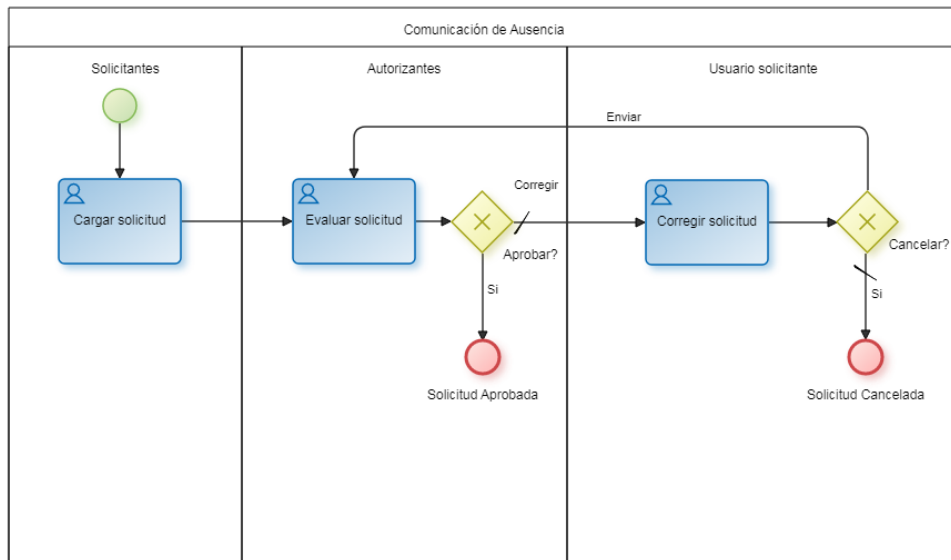 Comunicación de Ausencia
Solicitantes
Autorizantes
Usuario solicitante
Enviar
Corregir
Cargar solicitud
Evaluar solicitud
Corregir solicitud
Aprobar?
Cancelar?
Si
Si
Solicitud Aprobada
Solicitud Cancelada